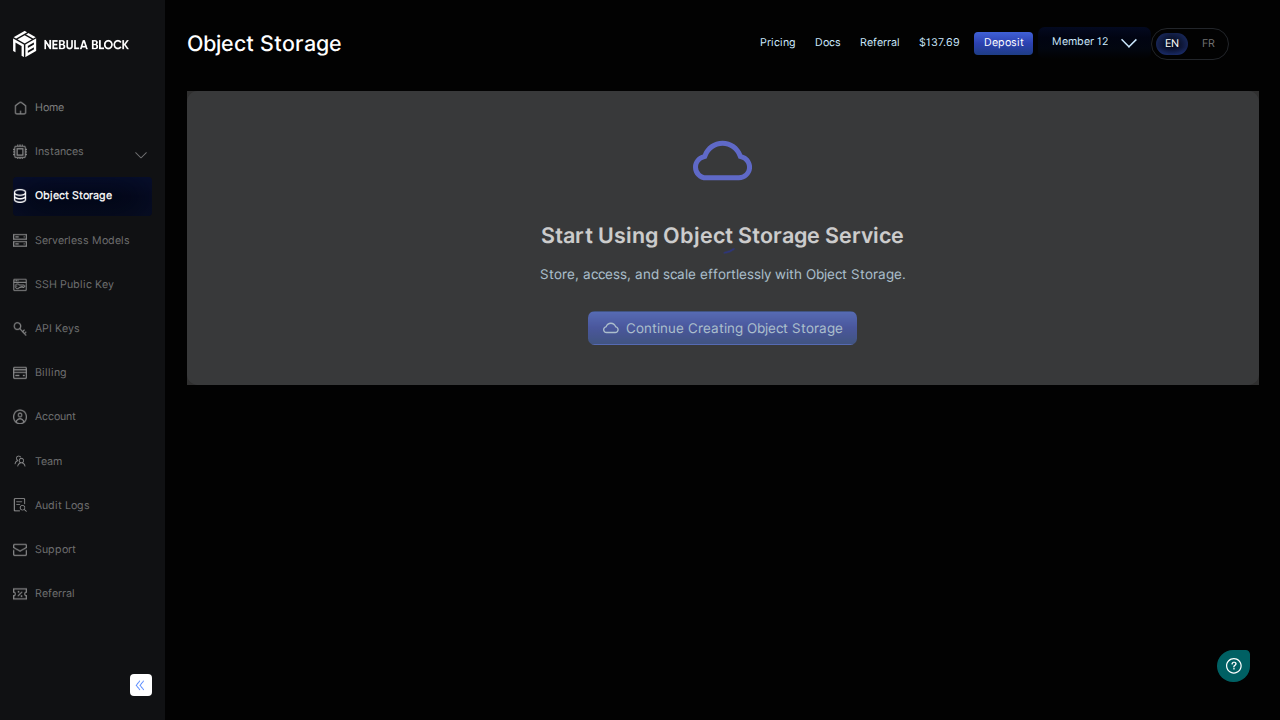 NEBULA BLOCK
Home
Instances
Object Storage
Serverless Models
SSH Public Key
API Keys
Billing
Account
Team
Audit Logs
Support
Referral
Object Storage
Pricing
Docs
Referral
$137.69
Deposit
Member 12
EN
FR
Start Using Object Storage Service
Store, access, and scale effortlessly with Object Storage.
Continue Creating Object Storage